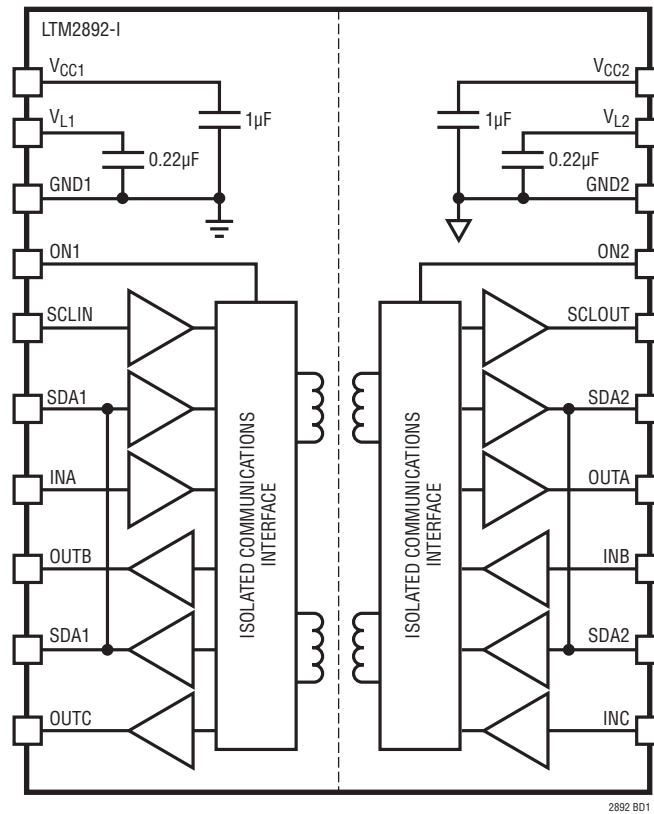 LTM2892-I
VCC1
VCC2
1µF
1µF
VL1
VL2
0.22µF
0.22µF
GND1
GND2
ON1
ON2
SCLIN
SCLOUT
SDA1
SDA2
INA
OUTA
ISOLATED COMMUNICATIONS
INTERFACE
ISOLATED COMMUNICATIONS
INTERFACE
OUTB
INB
SDA1
SDA2
OUTC
INC
2892 BD1